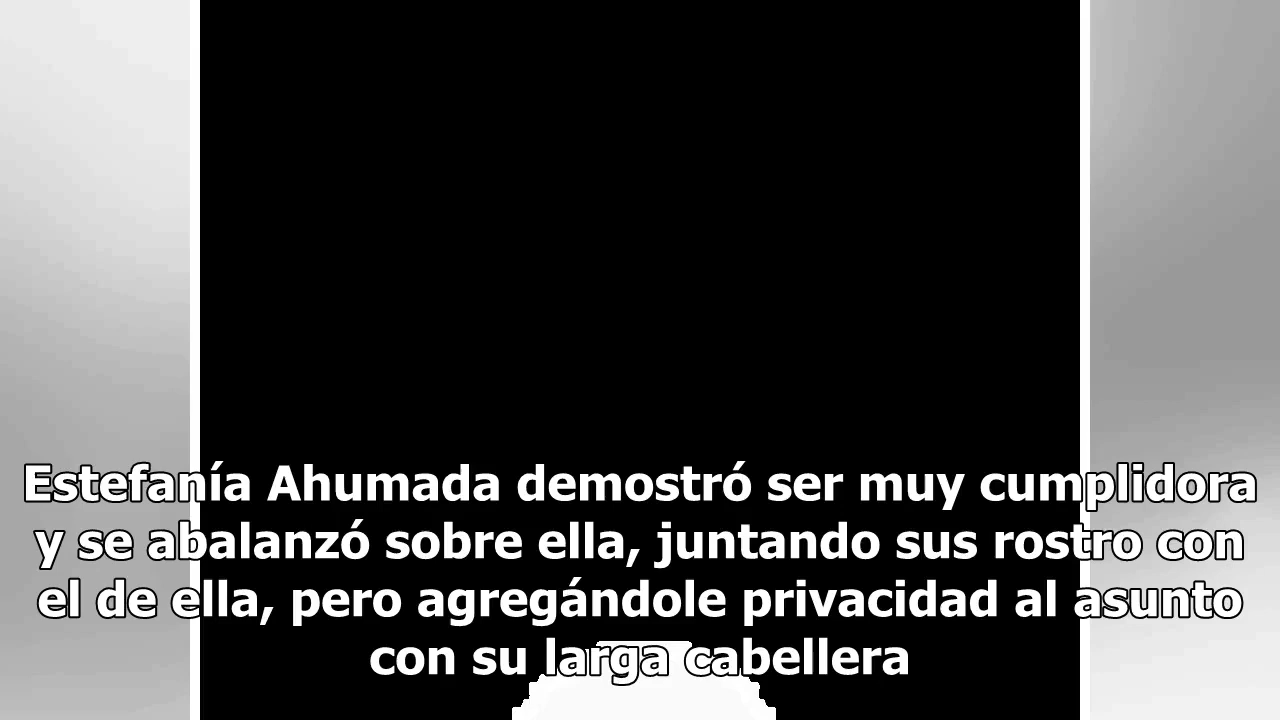 Estefanía Ahumada demostró ser muy cumplidora
y se abalanzó sobre ella, juntando sus rostro con
el de ella, pero agregándole privacidad al asunto
con su larga cabellera